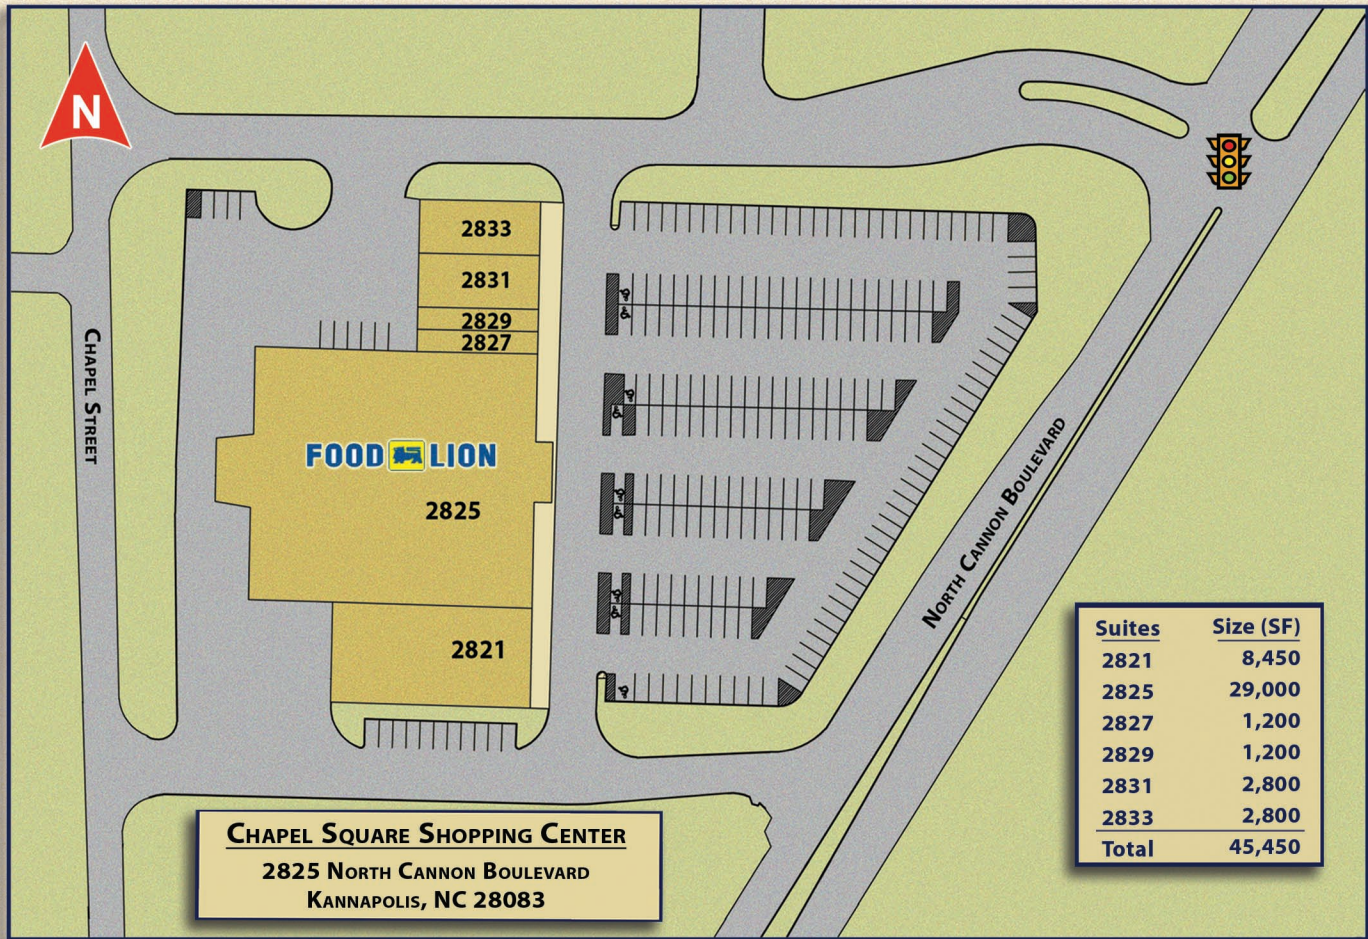 N
2833
2831
2829
2827
Chapel Street
FOOD LION
2825
2821
North Cannon Boulevard
Suites Size (SF)
2821 8,450
2825 29,000
2827 1,200
2829 1,200
2831 2,800
2833 2,800
Total 45,450
Chapel Square Shopping Center
2825 North Cannon Boulevard
Kannapolis, NC 28083